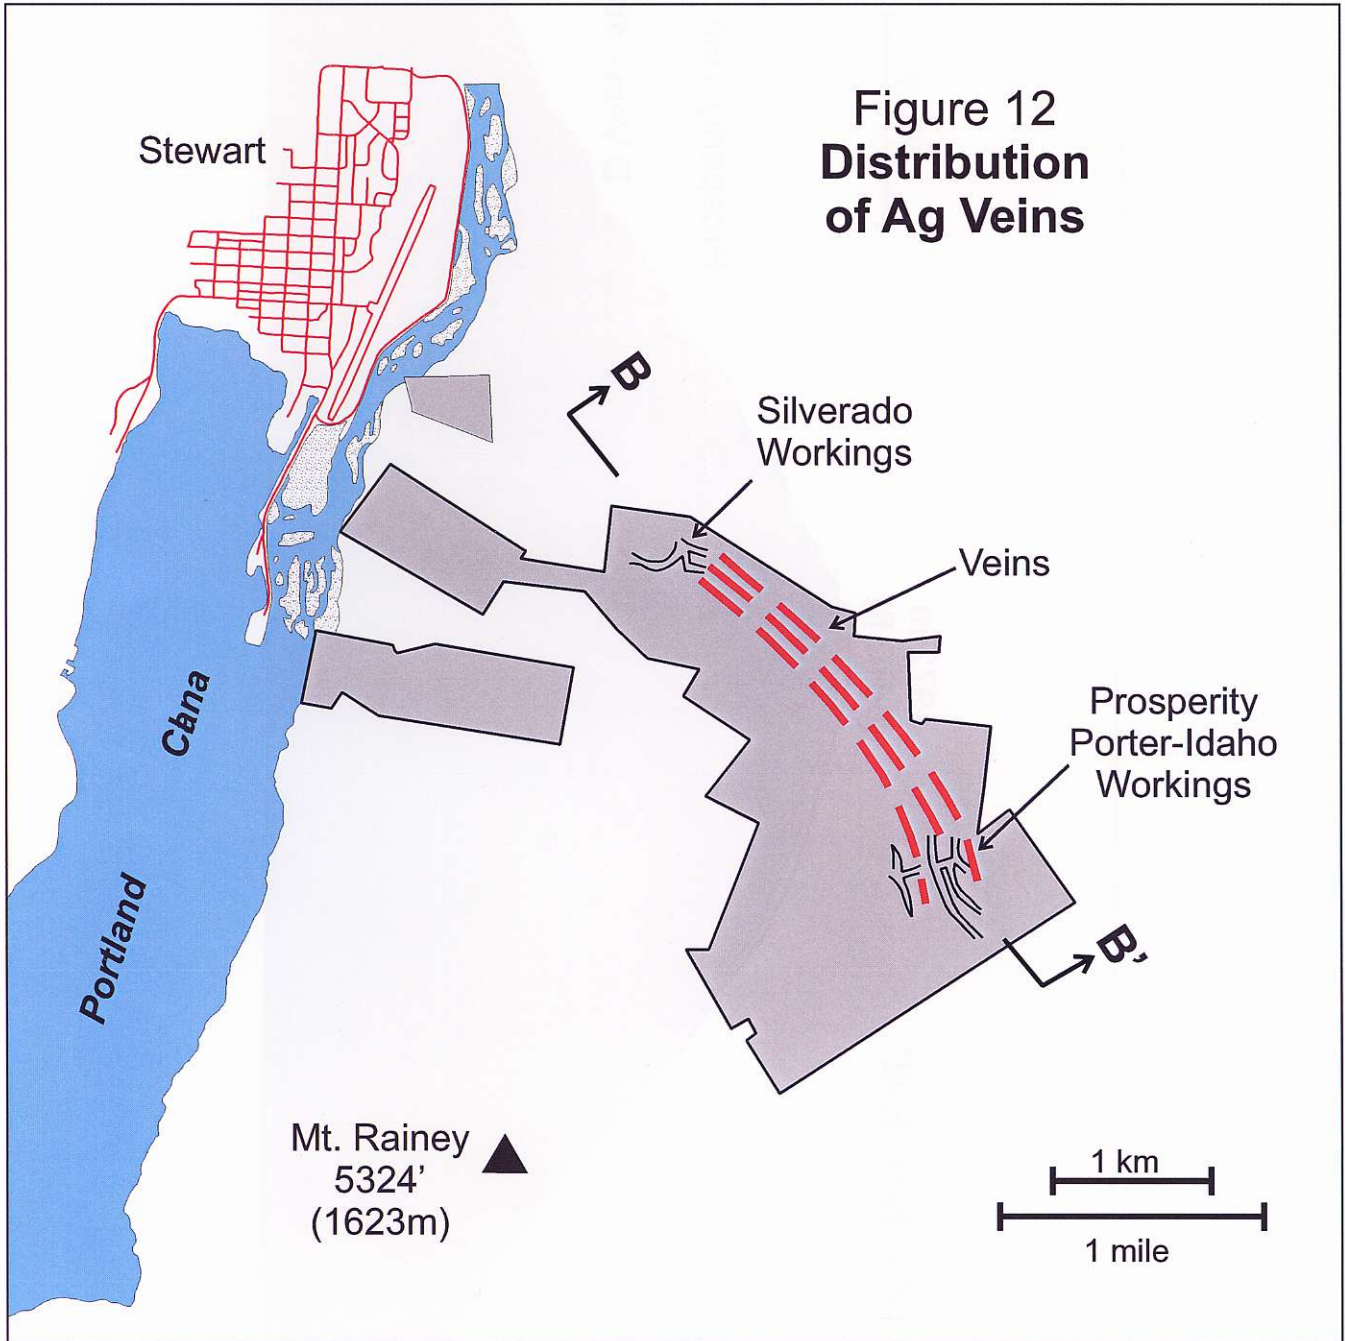 Figure 12
Distribution
of Ag Veins
Stewart
B
Silverado
Workings
Veins
Prosperity
Porter-Idaho
Workings
B’
Portland
Mt. Rainey
5324’
(1623m)
1 km
1 mile